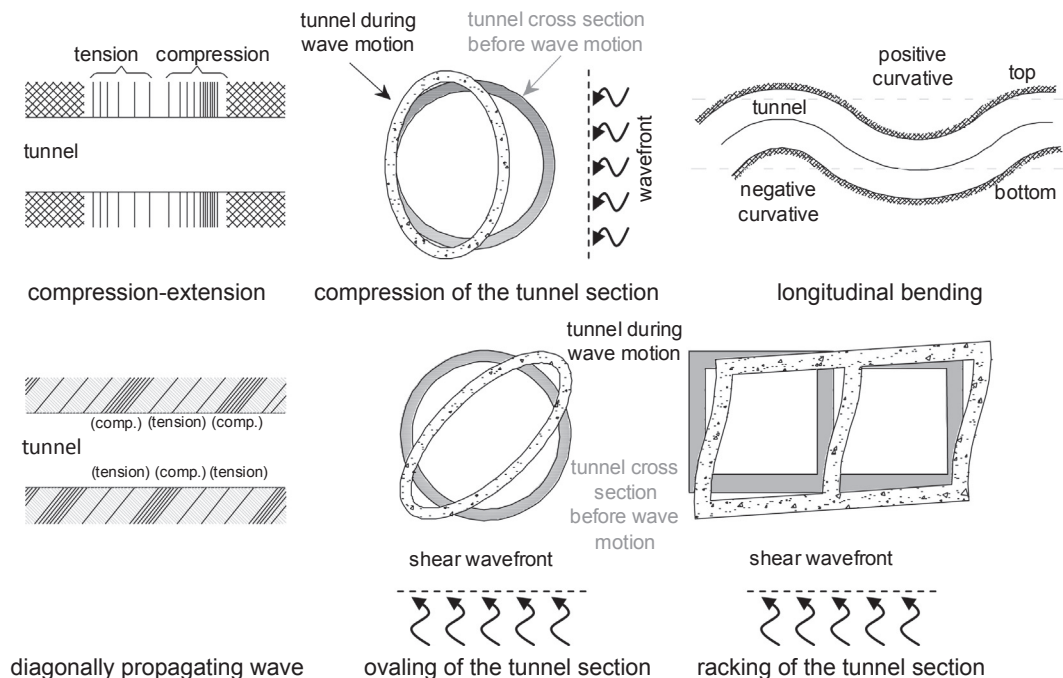 tension compression
tunnel
compression-extension
tunnel during
wave motion
tunnel cross section
before wave motion
wavefront
compression of the tunnel section
positive
curvative
top
tunnel
negative
curvative
bottom
longitudinal bending
(comp.) (tension) (comp.)
tunnel
(tension) (comp.) (tension)
diagonally propagating wave
tunnel during
wave motion
tunnel cross
section
before wave
motion
shear wavefront
ovaling of the tunnel section
shear wavefront
racking of the tunnel section